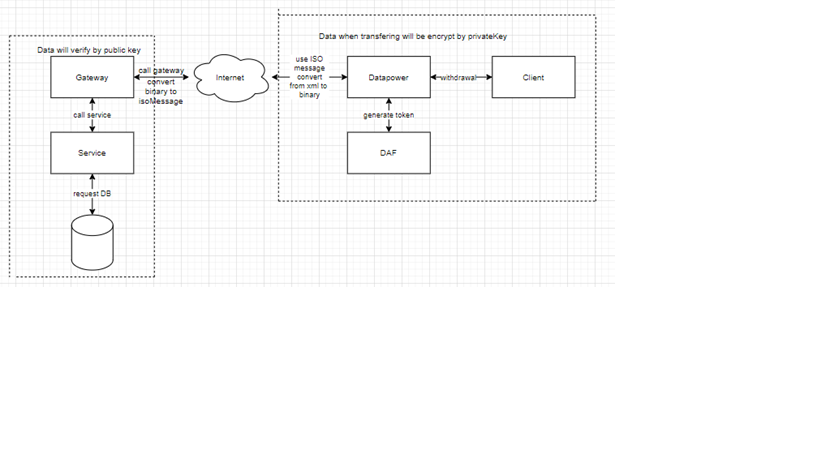 Data when transfering will be encrypt by privateKey
Data will verify by public key
Gateway
call gateway
convert
binary to
isoMessage
Internet
use ISO
message
convert
from xml to
binary
Datapower
withdrawal
Client
call service
generate token
Service
DAF
request DB